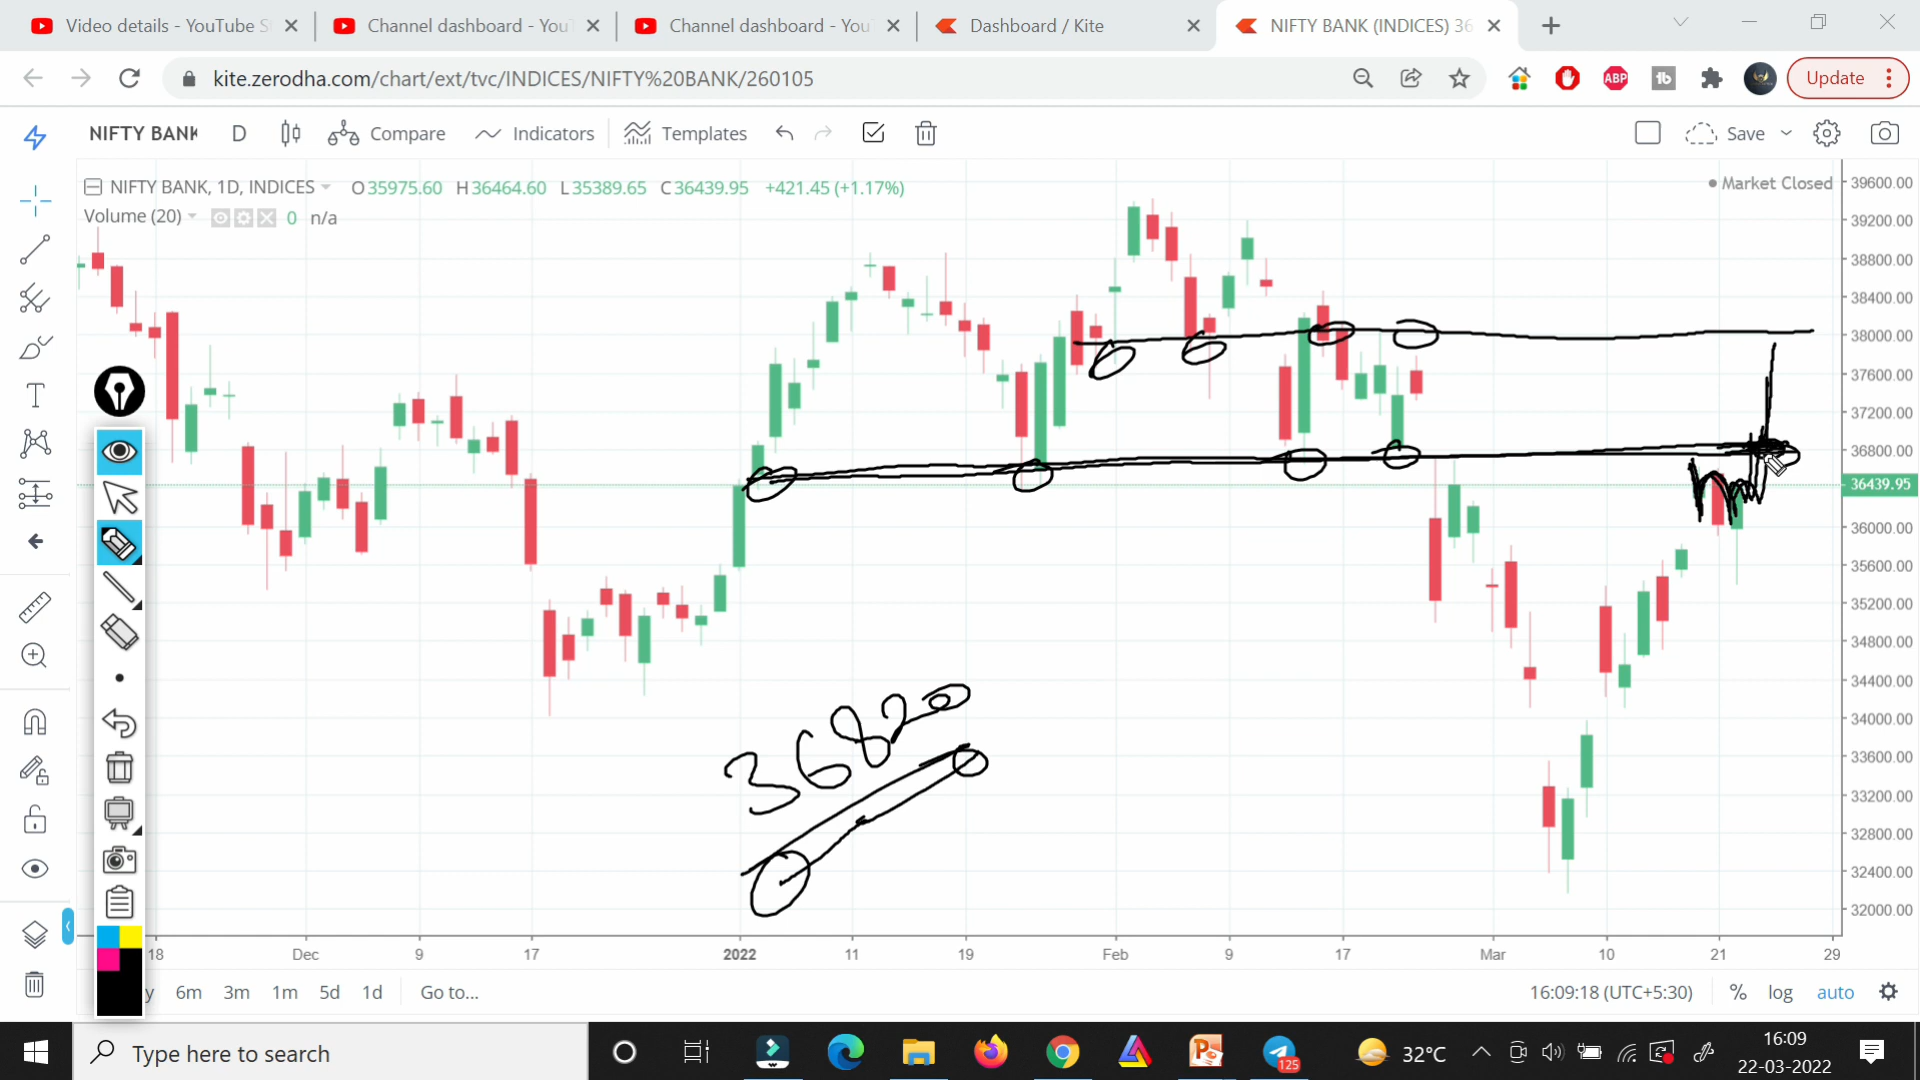 Video details - YouTube S
Channel dashboard - You
Channel dashboard - You
Dashboard / Kite
NIFTY BANK (INDICES) 36
kite.zerodha.com/chart/ext/tvc/INDICES/NIFTY%20BANK/260105
ABP
Update
NIFTY BANK
D
Compare
Indicators
Templates
Save
NIFTY BANK, 1D, INDICES
O35975.60 H36464.60 L35389.65 C36439.95 +421.45 (+1.17%)
Market Closed
Volume (20)
0 n/a
39600.00
39200.00
38800.00
38400.00
38000.00
37600.00
37200.00
36800.00
36439.95
36000.00
35600.00
35200.00
34800.00
34400.00
34000.00
33600.00
33200.00
32800.00
32400.00
32000.00
36820
18
Dec
9
17
2022
11
19
Feb
9
17
Mar
10
21
29
y
6m
3m
1m
5d
1d
Go to...
16:09:18 (UTC+5:30)
%
log
auto
Type here to search
125
32°C
16:09
22-03-2022